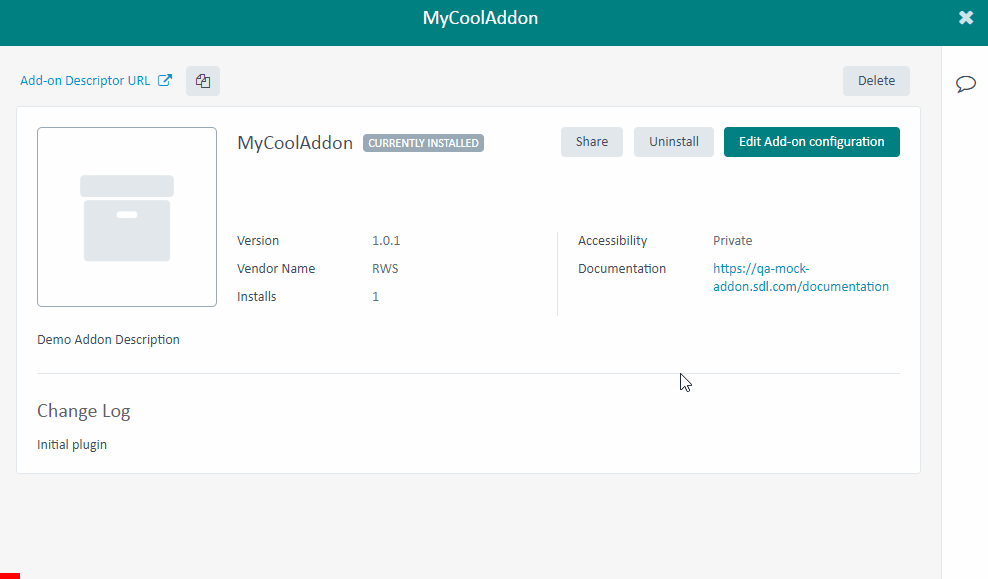 MyCoolAddon
Add-on Descriptor URL
Delete
MyCoolAddon CURRENTLY INSTALLED
Share Uninstall Edit Add-on configuration
Version 1.0.1
Vendor Name RWS
Installs 1
Accessibility Private
Documentation https://qa-mock-
addon.sdl.com/documentation
Demo Addon Description
Change Log
Initial plugin